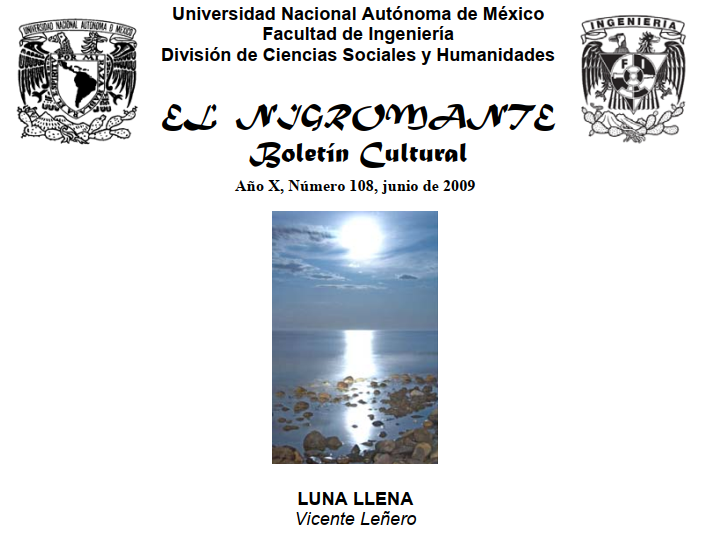 Universidad Nacional Autónoma de México
Facultad de Ingeniería
División de Ciencias Sociales y Humanidades
EL NIGROMANTE
Boletín Cultural
Año X, Número 108, junio de 2009
INGENIERIA
LUNA LLENA
Vicente Leñero